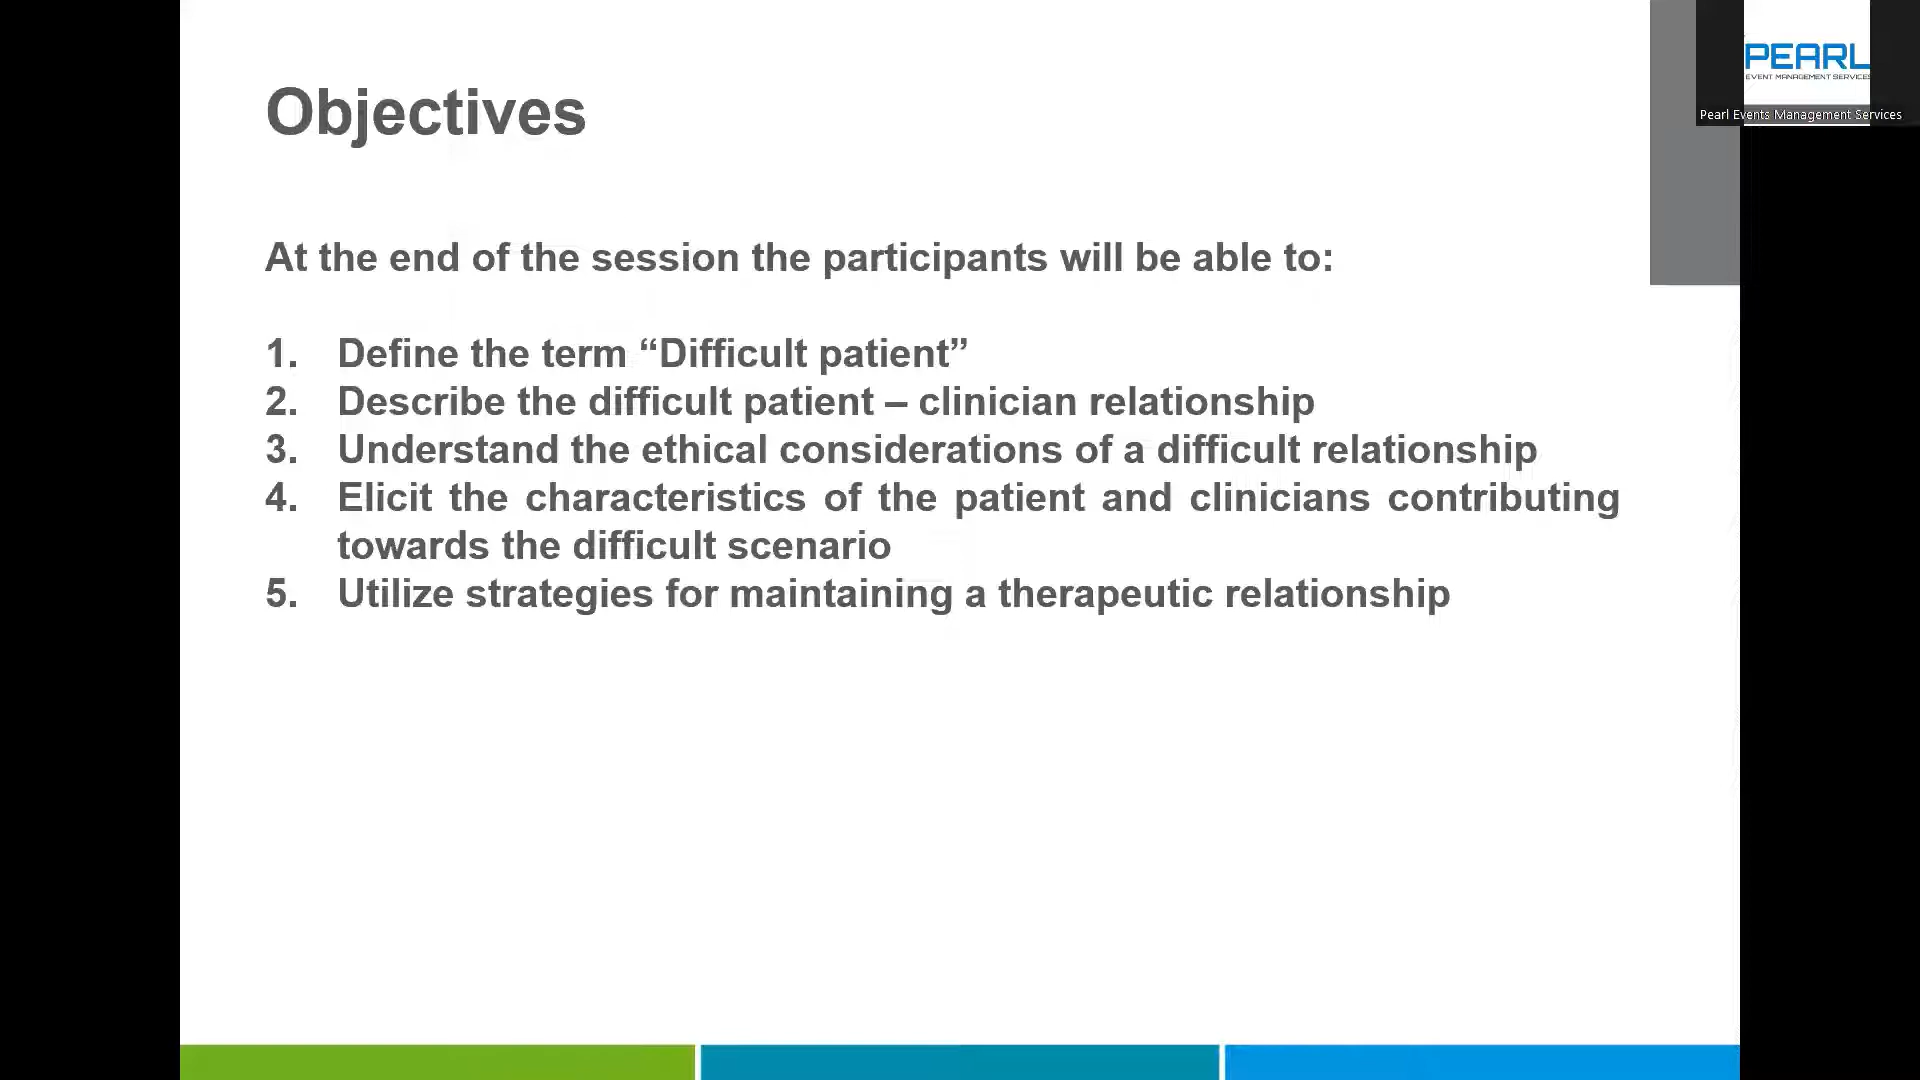 PEARL
EVENT MANAGEMENT SERVICES
Pearl Events Management Services
Objectives
At the end of the session the participants will be able to:
1. Define the term “Difficult patient”
2. Describe the difficult patient – clinician relationship
3. Understand the ethical considerations of a difficult relationship
4. Elicit the characteristics of the patient and clinicians contributing
towards the difficult scenario
5. Utilize strategies for maintaining a therapeutic relationship